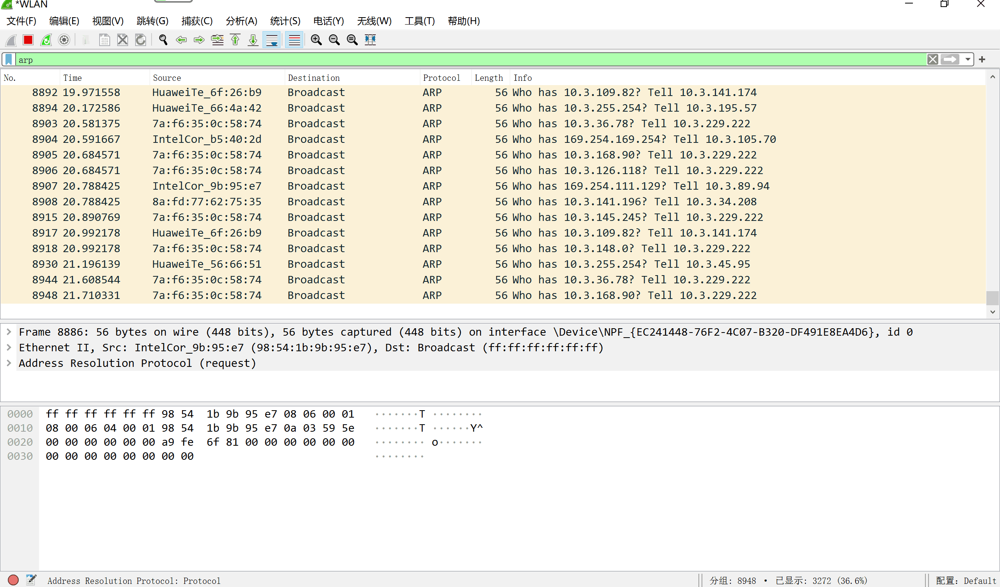 *WLAN
文件(F) 编辑(E) 视图(V) 跳转(G) 捕获(C) 分析(A) 统计(S) 电话(Y) 无线(W) 工具(T) 帮助(H)
arp
No. Time Source Destination Protocol Length Info
8892 19.971558 HuaweiTe_6f:26:b9 Broadcast ARP 56 Who has 10.3.109.82? Tell 10.3.141.174
8894 20.172586 HuaweiTe_66:4a:42 Broadcast ARP 56 Who has 10.3.255.254? Tell 10.3.195.57
8903 20.581375 7a:f6:35:0c:58:74 Broadcast ARP 56 Who has 10.3.36.78? Tell 10.3.229.222
8904 20.591667 IntelCor_b5:40:2d Broadcast ARP 56 Who has 169.254.169.254? Tell 10.3.105.70
8905 20.684571 7a:f6:35:0c:58:74 Broadcast ARP 56 Who has 10.3.168.90? Tell 10.3.229.222
8906 20.684571 7a:f6:35:0c:58:74 Broadcast ARP 56 Who has 10.3.126.118? Tell 10.3.229.222
8907 20.788425 IntelCor_9b:95:e7 Broadcast ARP 56 Who has 169.254.111.129? Tell 10.3.89.94
8908 20.788425 8a:fd:77:62:75:35 Broadcast ARP 56 Who has 10.3.141.196? Tell 10.3.34.208
8915 20.890769 7a:f6:35:0c:58:74 Broadcast ARP 56 Who has 10.3.145.245? Tell 10.3.229.222
8917 20.992178 HuaweiTe_6f:26:b9 Broadcast ARP 56 Who has 10.3.109.82? Tell 10.3.141.174
8918 20.992178 7a:f6:35:0c:58:74 Broadcast ARP 56 Who has 10.3.148.0? Tell 10.3.229.222
8930 21.196139 HuaweiTe_56:66:51 Broadcast ARP 56 Who has 10.3.255.254? Tell 10.3.45.95
8944 21.608544 7a:f6:35:0c:58:74 Broadcast ARP 56 Who has 10.3.36.78? Tell 10.3.229.222
8948 21.710331 7a:f6:35:0c:58:74 Broadcast ARP 56 Who has 10.3.168.90? Tell 10.3.229.222
Frame 8886: 56 bytes on wire (448 bits), 56 bytes captured (448 bits) on interface \Device\NPF_{EC241448-76F2-4C07-B320-DF491E8EA4D6}, id 0
Ethernet II, Src: IntelCor_9b:95:e7 (98:54:1b:9b:95:e7), Dst: Broadcast (ff:ff:ff:ff:ff:ff)
Address Resolution Protocol (request)
0000 ff ff ff ff ff ff 98 54 1b 9b 95 e7 08 06 00 01 ·······T ········
0010 08 00 06 04 00 01 98 54 1b 9b 95 e7 0a 03 59 5e ·······T ······Y^
0020 00 00 00 00 00 00 a9 fe 6f 81 00 00 00 00 00 00 ········ o·······
0030 00 00 00 00 00 00 00 00 ········
Address Resolution Protocol: Protocol 分组: 8948 · 已显示: 3272 (36.6%) 配置: Default